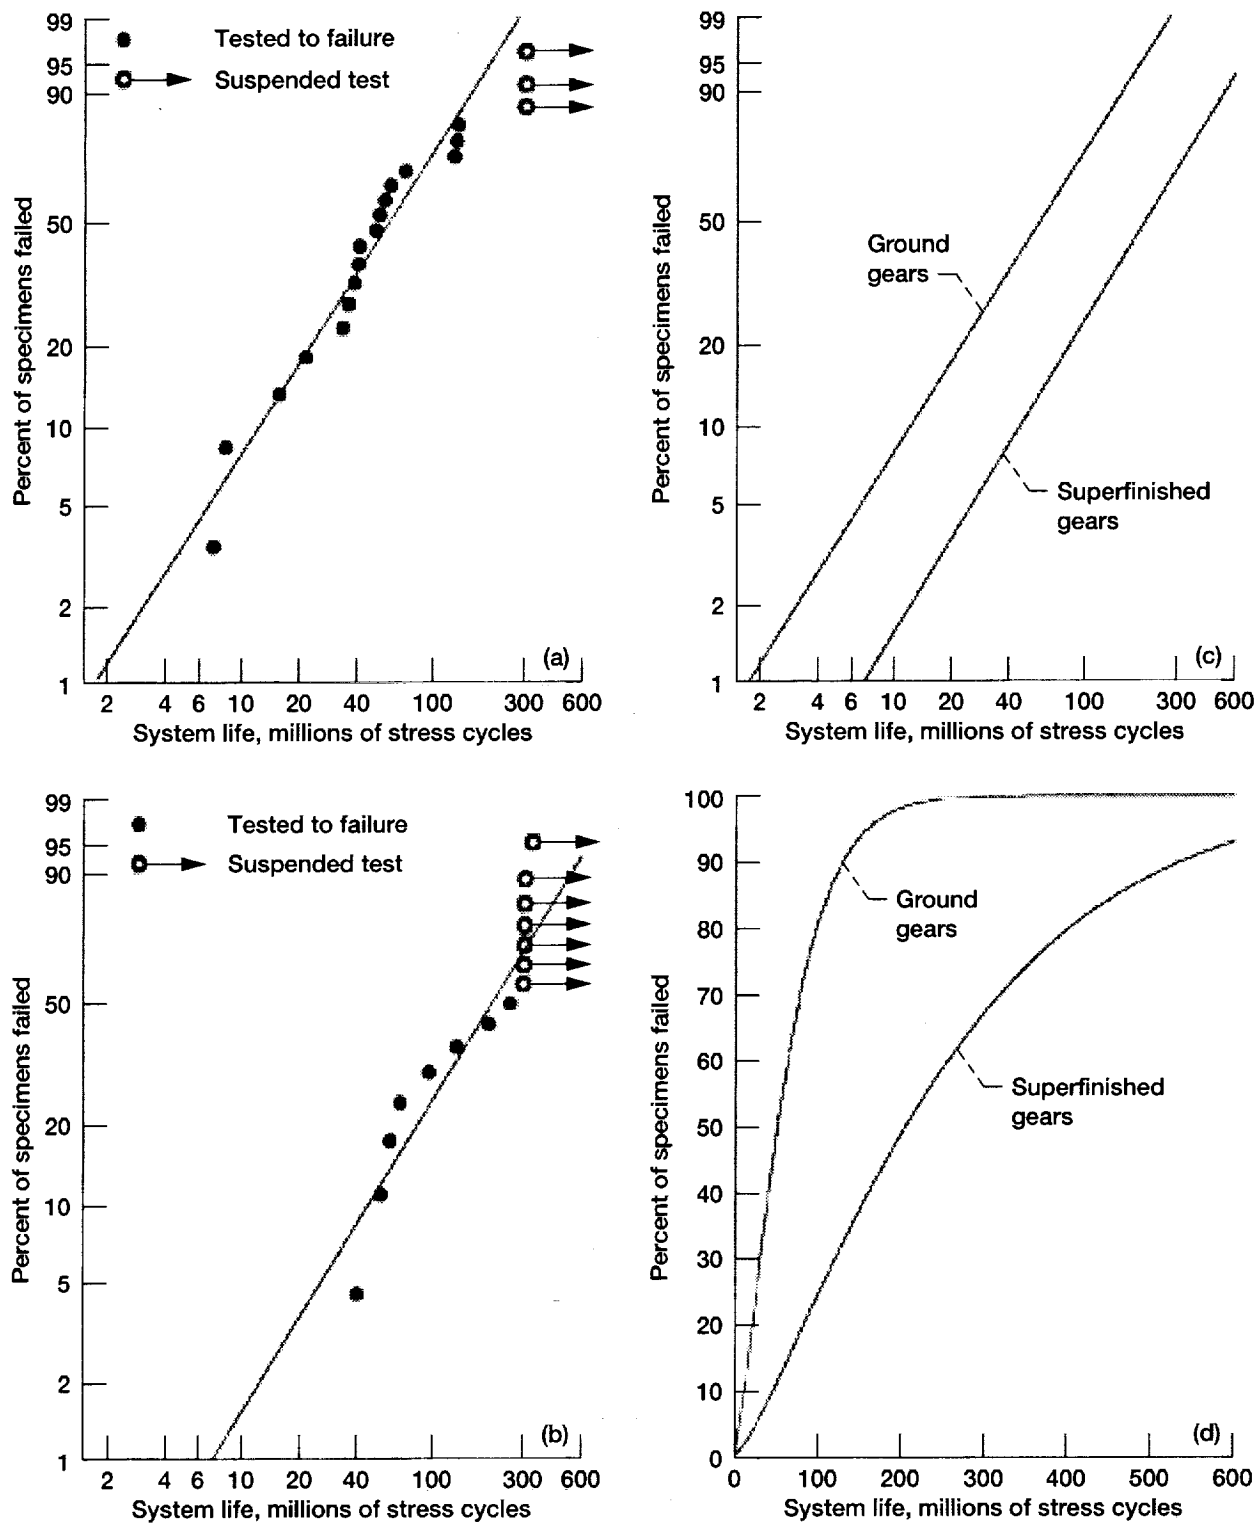 99
95
90
50
20
10
5
2
1
Percent of specimens failed
Tested to failure
Suspended test
(a)
2 4 6 10 20 40 100 300 600
System life, millions of stress cycles
99
95
90
50
20
10
5
2
1
Percent of specimens failed
Ground
gears
Superfinished
gears
(c)
2 4 6 10 20 40 100 300 600
System life, millions of stress cycles
99
95
90
50
20
10
5
2
1
Percent of specimens failed
Tested to failure
Suspended test
(b)
2 4 6 10 20 40 100 300 600
System life, millions of stress cycles
100
90
80
70
60
50
40
30
20
10
0
Percent of specimens failed
Ground
gears
Superfinished
gears
(d)
0 100 200 300 400 500 600
System life, millions of stress cycles